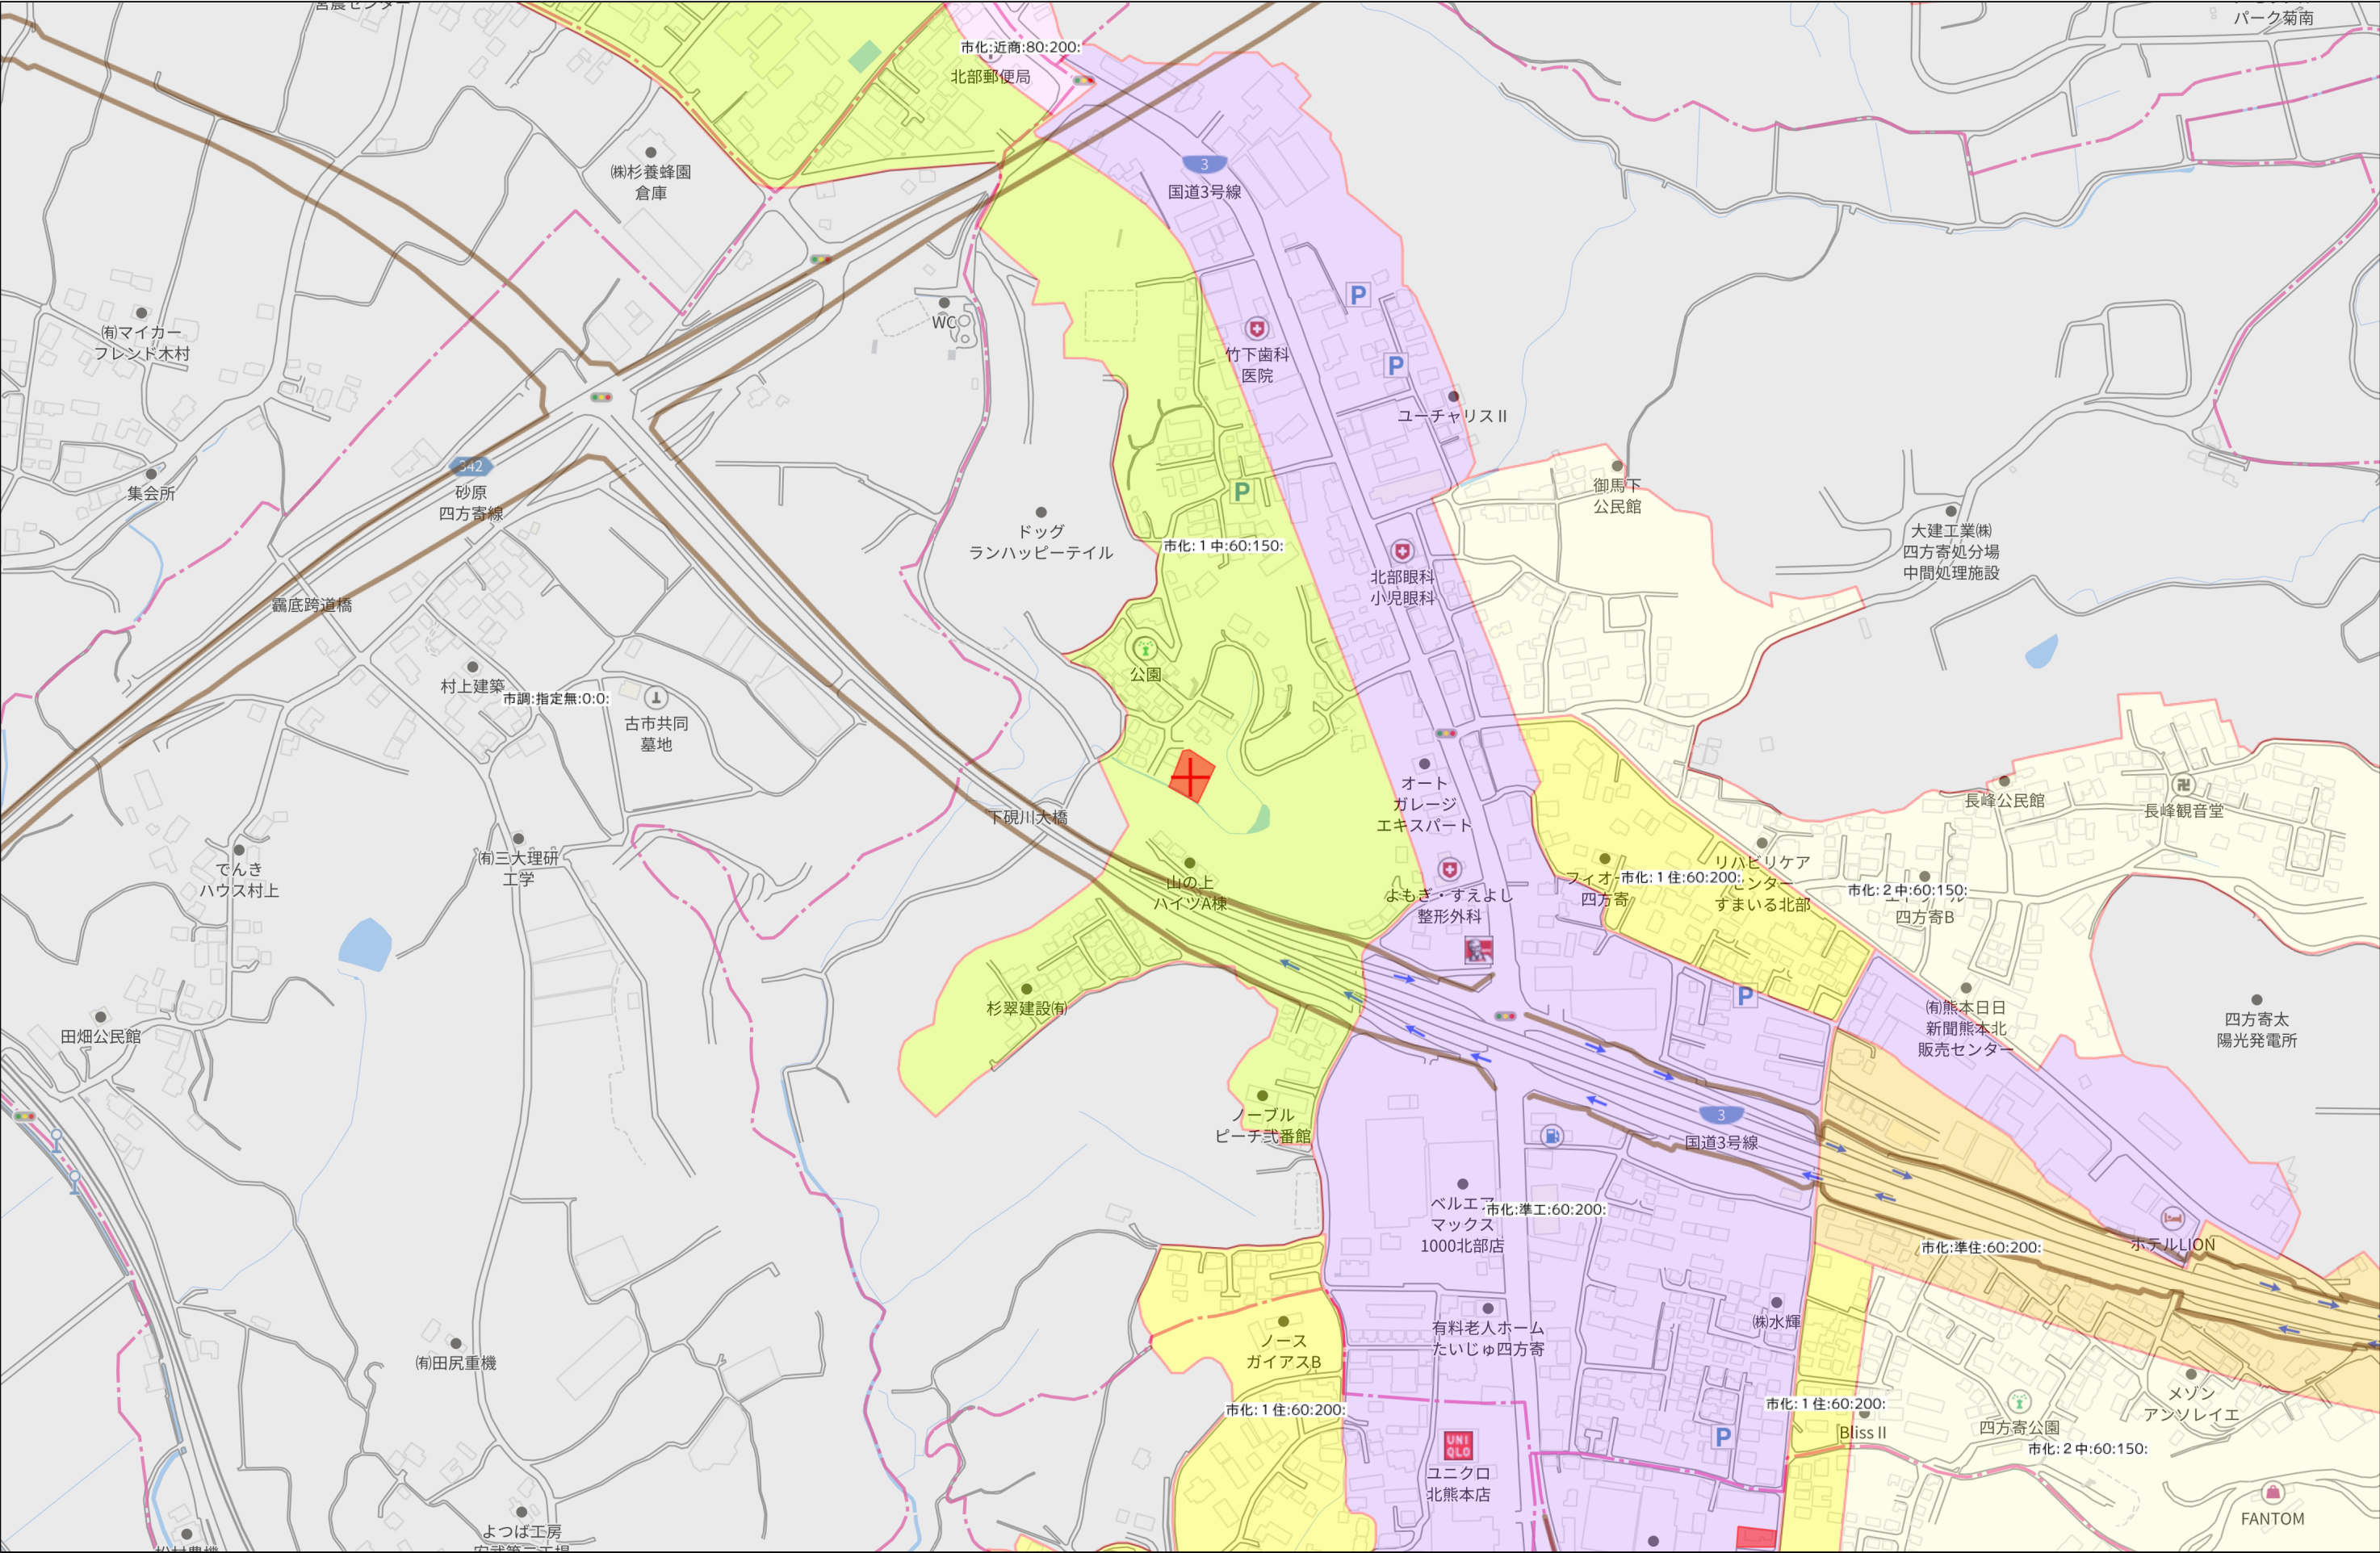 営農センター
パーク菊南
市化:近商:80:200:
北部郵便局
㈱杉養蜂園
倉庫
3
国道3号線
㈲マイカー
フレンド木村
WC
P
竹下歯科
医院
P
ユーチャリスⅡ
342
砂原
四方寄線
集会所
P
御馬下
公民館
ドッグ
ランハッピーテイル
市化:１中:60:150:
大建工業㈱
四方寄処分場
中間処理施設
北部眼科
小児眼科
鶴底跨道橋
公園
村上建築
市調:指定無:0:0:
古市共同
墓地
オート
ガレージ
エキスパート
長峰公民館
長峰観音堂
下硯川大橋
㈲三大理研
工学
でんき
ハウス村上
山の上
ハイツA棟
よもぎ・すえよし
整形外科
四方寄
市化:１住:60:200:
リハビリケア
センター
すまいる北部
市化:２中:60:150:
四方寄B
杉翠建設㈲
P
㈲熊本日日
新聞熊本北
販売センター
四方寄太
陽光発電所
田畑公民館
ノーブル
ピーチ弐番館
3
国道3号線
ベルエア
マックス
1000北部店
市化:準工:60:200:
市化:準住:60:200:
ホテルLION
㈱水輝
有料老人ホーム
たいじゅ四方寄
ノース
ガイアスB
㈲田尻重機
メゾン
アンソレイエ
市化:１住:60:200:
市化:１住:60:200:
BlissⅡ
四方寄公園
市化:２中:60:150:
P
UNI
QLO
ユニクロ
北熊本店
FANTOM
よつば工房